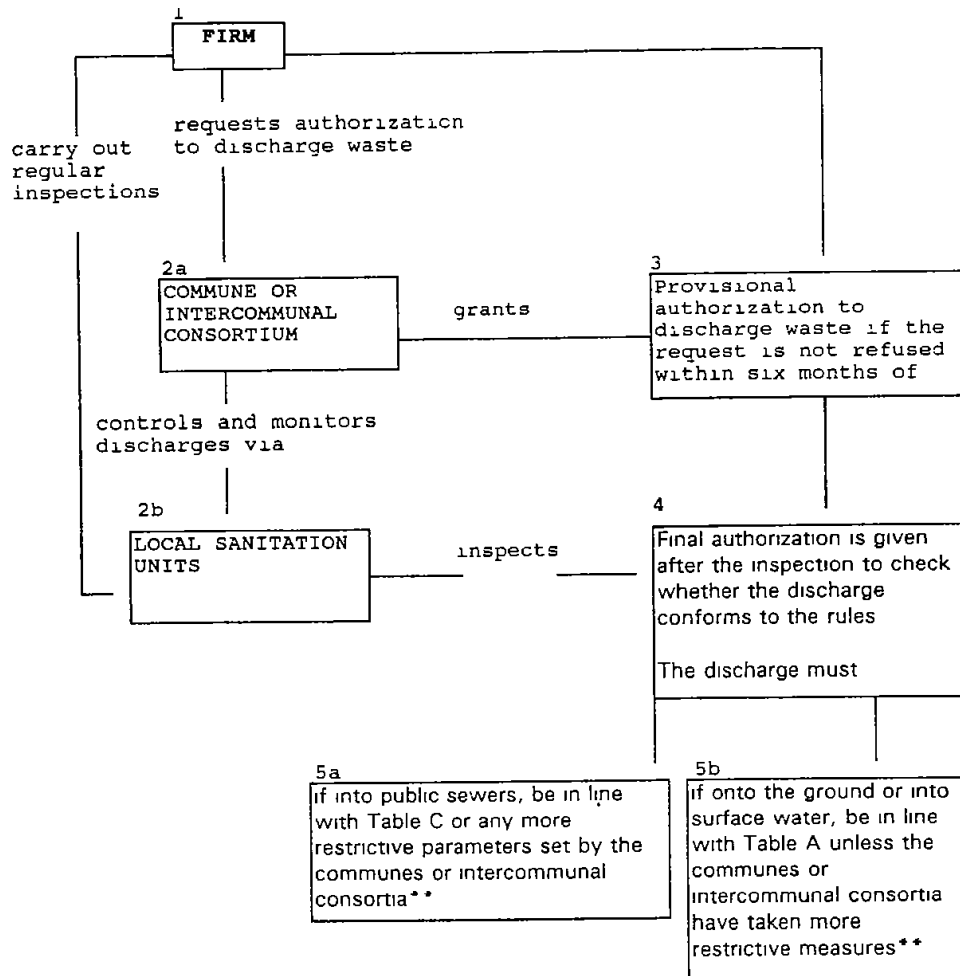 1
FIRM
requests authorization
to discharge waste
carry out
regular
inspections
2a
COMMUNE OR
INTERCOMMUNAL
CONSORTIUM
grants
3
Provisional
authorization to
discharge waste if the
request is not refused
within six months of
controls and monitors
discharges via
2b
LOCAL SANITATION
UNITS
inspects
4
Final authorization is given
after the inspection to check
whether the discharge
conforms to the rules
The discharge must
5a
if into public sewers, be in line
with Table C or any more
restrictive parameters set by the
communes or intercommunal
consortia**
5b
if onto the ground or into
surface water, be in line
with Table A unless the
communes or
intercommunal consortia
have taken more
restrictive measures**